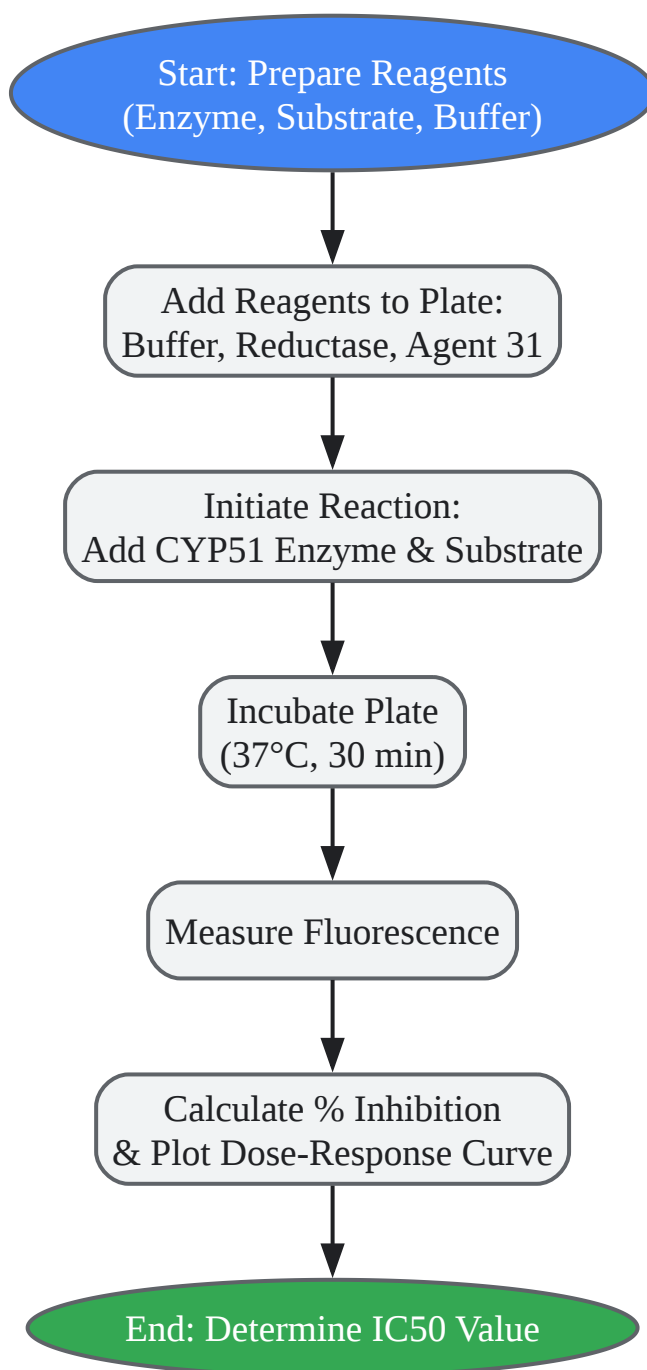 Start: Prepare Reagents
(Enzyme, Substrate, Buffer)
Add Reagents to Plate:
Buffer, Reductase, Agent 31
Initiate Reaction:
Add CYP51 Enzyme & Substrate
Incubate Plate
(37°C, 30 min)
Measure Fluorescence
Calculate % Inhibition
& Plot Dose-Response Curve
End: Determine IC50 Value